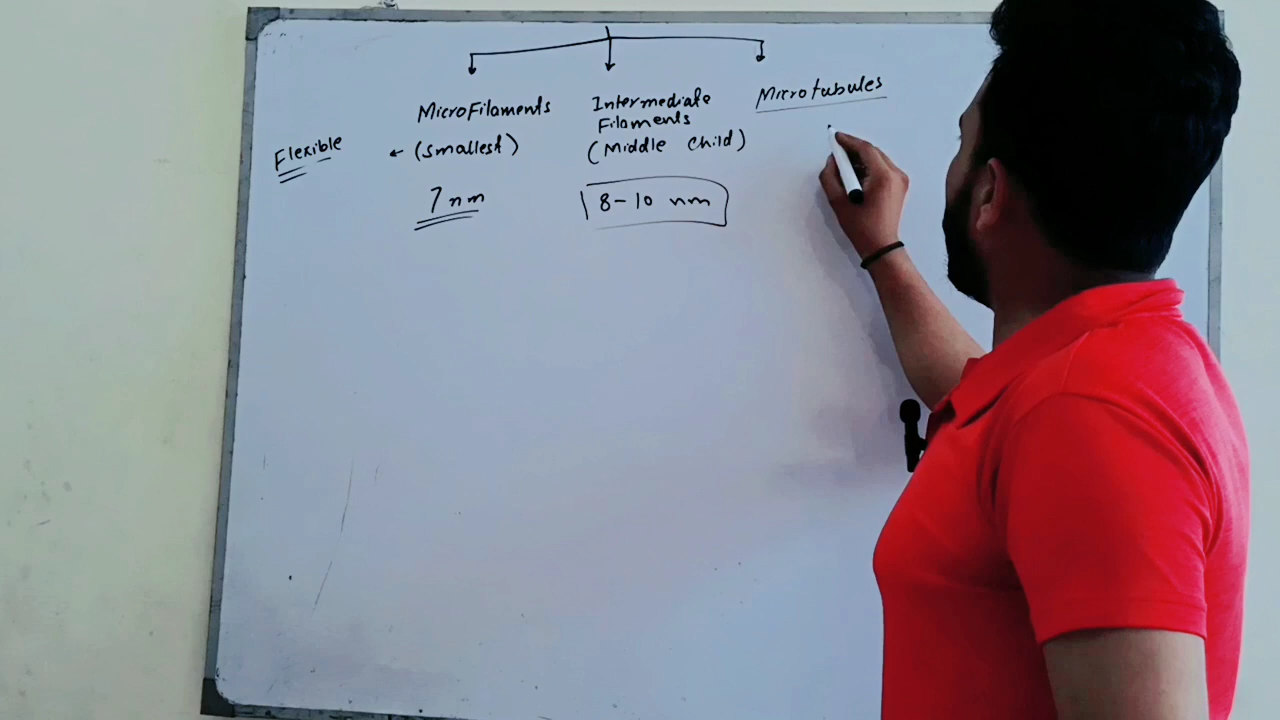 MicroFilaments
Intermediate
Filaments
Microtubules
Flexible
← (smallest)
(Middle child)
7 nm
8-10 nm